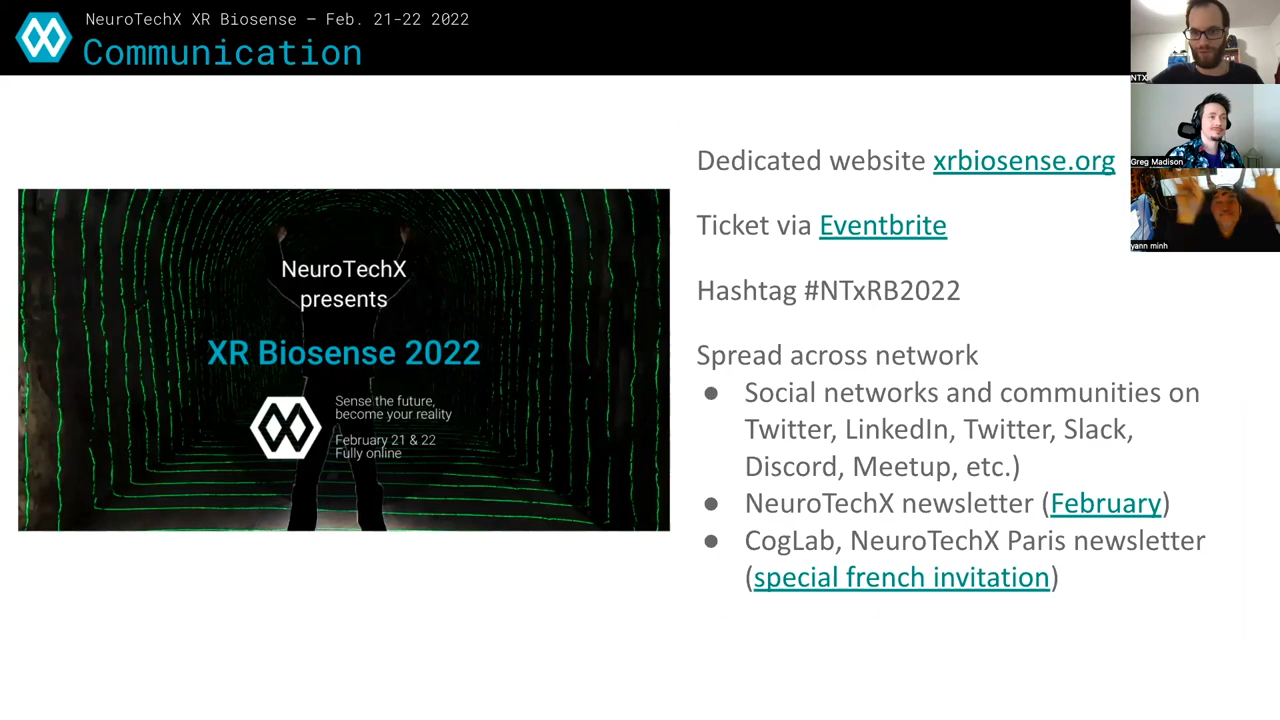 NeuroTechX XR Biosense – Feb. 21-22 2022
Communication
NTX
Greg Madison
yann minh
NeuroTechX
presents
XR Biosense 2022
Sense the future,
become your reality
February 21 & 22
Fully online
Dedicated website xrbiosense.org
Ticket via Eventbrite
Hashtag #NTxRB2022
Spread across network
● Social networks and communities on
Twitter, LinkedIn, Twitter, Slack,
Discord, Meetup, etc.)
● NeuroTechX newsletter (February)
● CogLab, NeuroTechX Paris newsletter
(special french invitation)